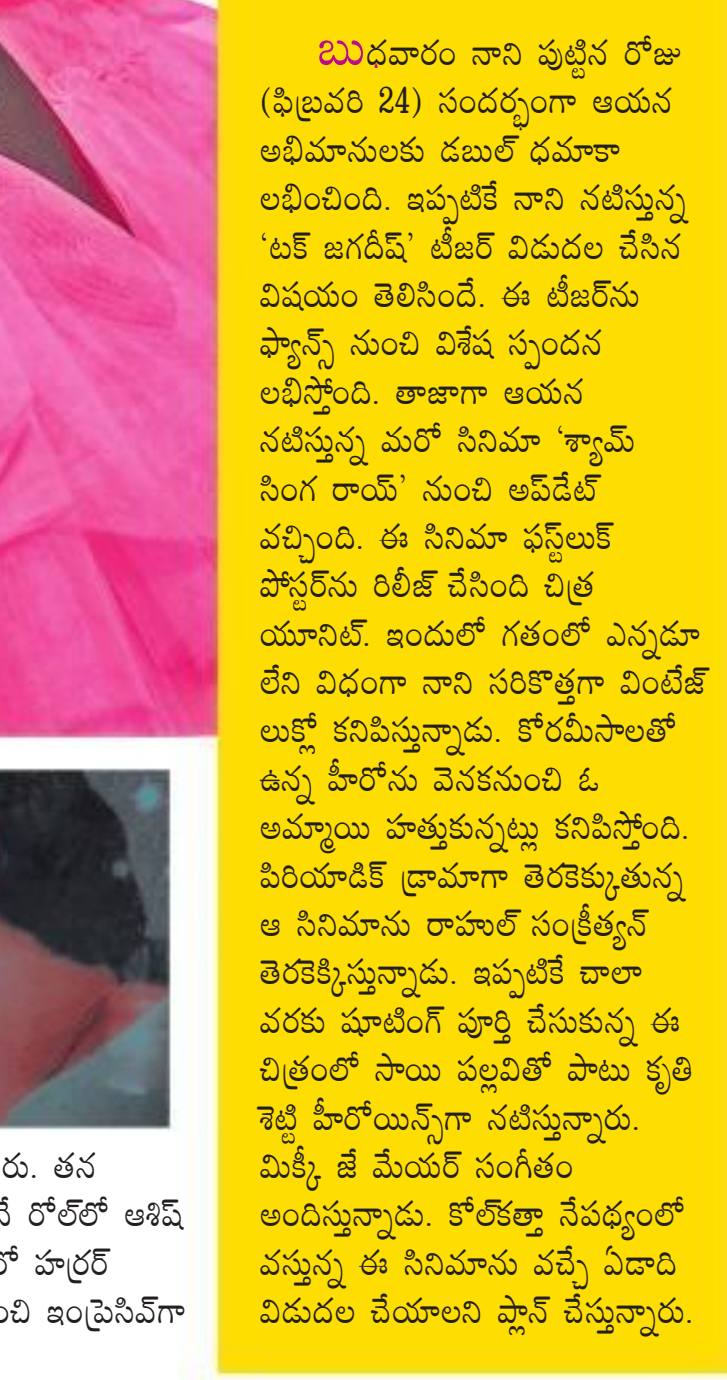 బుధవారం నాని పుట్టిన రోజు
(ఫిబ్రవరి 24) సందర్భంగా ఆయన
అభిమానులకు డబుల్ ధమాకా
లభించింది. ఇప్పటికే నాని నటిస్తున్న
‘టక్ జగదీష్’ టీజర్ విడుదల చేసిన
విషయం తెలిసిందే. ఈ టీజర్‌ను
ఫ్యాన్స్ నుంచి విశేష స్పందన
లభిస్తోంది. తాజాగా ఆయన
నటిస్తున్న మరో సినిమా ‘శ్యామ్
సింగ రాయ్’ నుంచి అప్‌డేట్
వచ్చింది. ఈ సినిమా ఫస్ట్‌లుక్
పోస్టర్‌ను రిలీజ్ చేసింది చిత్ర
యూనిట్. ఇందులో గతంలో ఎన్నడూ
లేని విధంగా నాని సరికొత్తగా వింటేజ్
లుక్లో కనిపిస్తున్నాడు. కోరమీసాలతో
ఉన్న హీరోను వెనకనుంచి ఓ
అమ్మాయి హత్తుకున్నట్లు కనిపిస్తోంది.
పిరియాడిక్ డ్రామాగా తెరకెక్కుతున్న
ఆ సినిమాను రాహుల్ సంక్రీత్యన్
తెరకెక్కిస్తున్నాడు. ఇప్పటికే చాలా
వరకు షూటింగ్ పూర్తి చేసుకున్న ఈ
చిత్రంలో సాయి పల్లవితో పాటు కృతి
శెట్టి హీరోయిన్స్‌గా నటిస్తున్నారు.
మిక్కీ జే మేయర్ సంగీతం
అందిస్తున్నాడు. కోల్‌కత్తా నేపథ్యంలో
వస్తున్న ఈ సినిమాను వచ్చే ఏడాది
విడుదల చేయాలని ప్లాన్ చేస్తున్నారు.
రు. తన
రోల్‌లో ఆశిష్
హర్రర్
ఇంప్రెసివ్‌గా